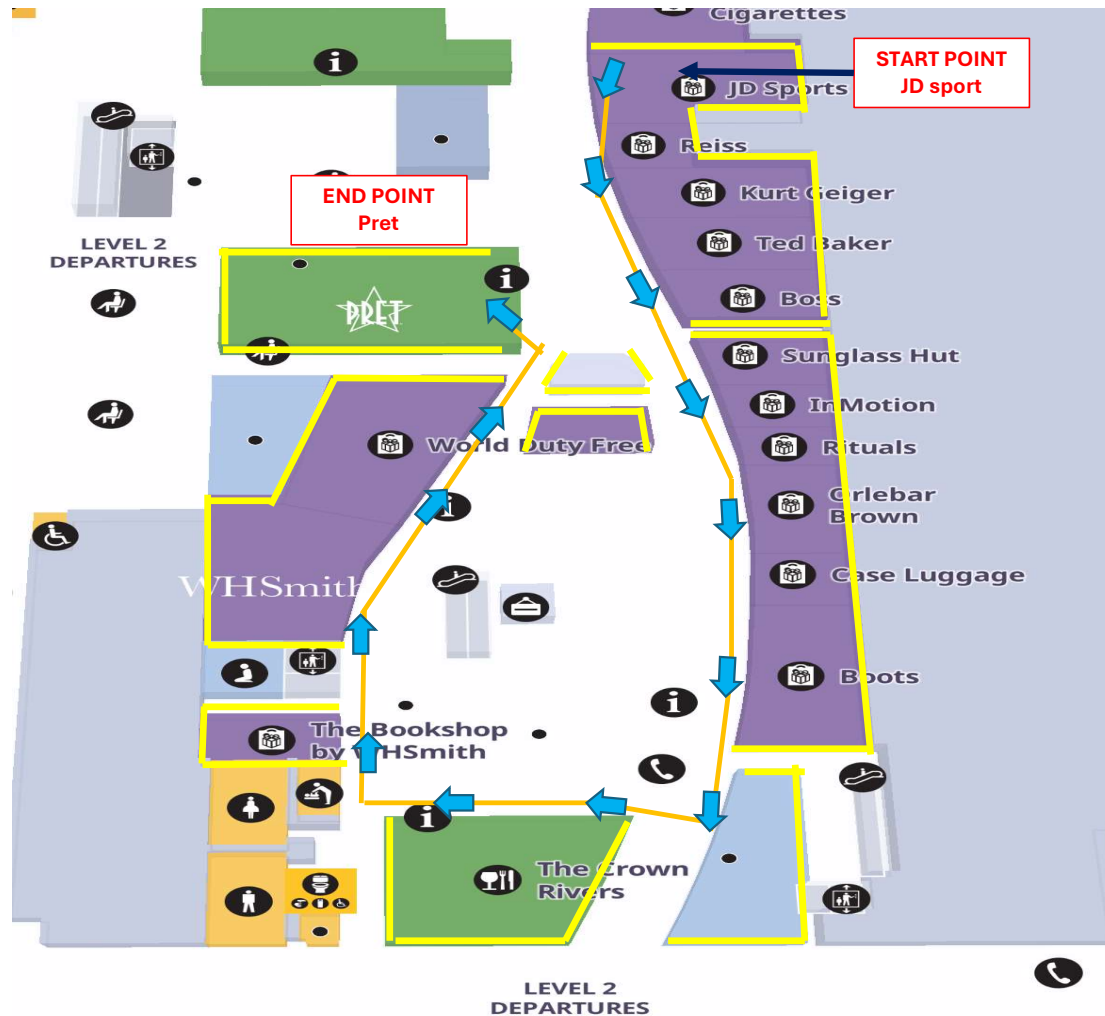 Cigarettes
START POINT
JD sport
JD Sports
Reiss
END POINT
Pret
Kurt Geiger
LEVEL 2
DEPARTURES
Ted Baker
Boss
PRET
Sunglass Hut
InMotion
World Duty Free
Rituals
Orlebar
Brown
WHSmith
Case Luggage
Boots
The Bookshop
by WHSmith
The Crown
Rivers
LEVEL 2
DEPARTURES